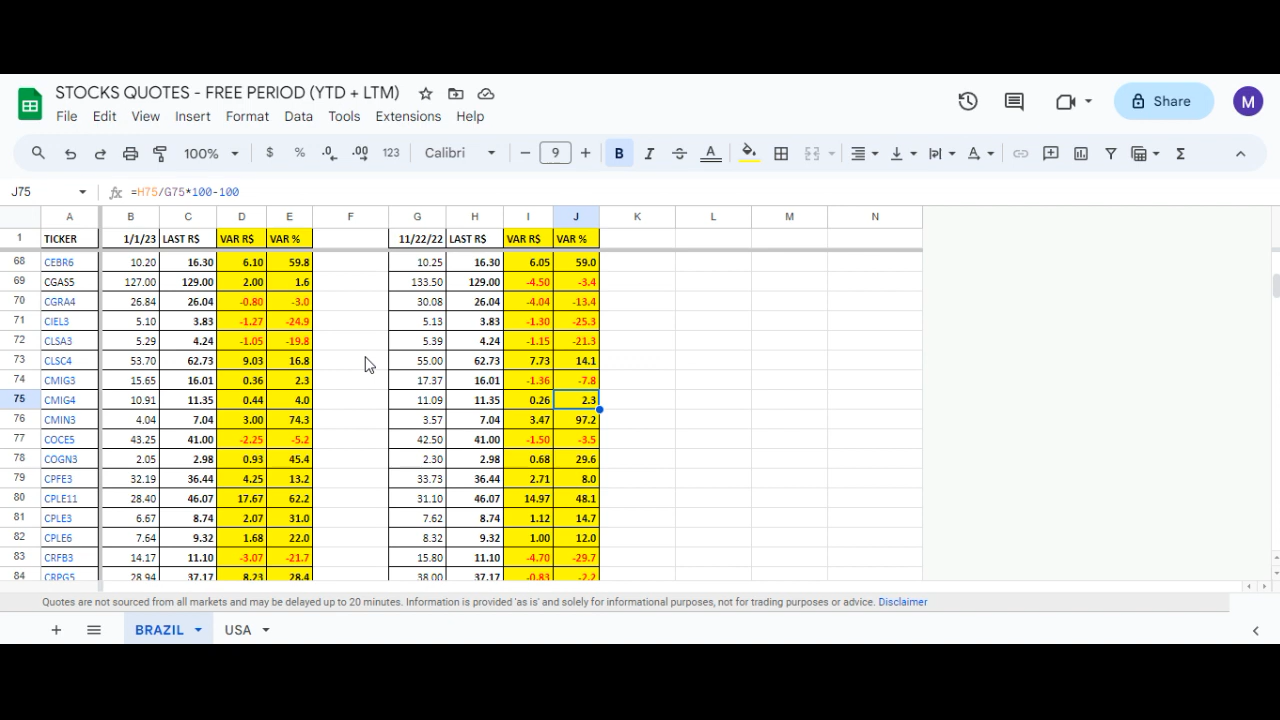 STOCKS QUOTES - FREE PERIOD (YTD + LTM)
File Edit View Insert Format Data Tools Extensions Help
Share M
100% $ % .0 .00 123 Calibri - 9 + B I S A Σ
J75 fx =H75/G75*100-100
A B C D E F G H I J K L M N
1 TICKER 1/1/23 LAST R$ VAR R$ VAR % 11/22/22 LAST R$ VAR R$ VAR %
68 CEBR6 10.20 16.30 6.10 59.8 10.25 16.30 6.05 59.0
69 CGAS5 127.00 129.00 2.00 1.6 133.50 129.00 -4.50 -3.4
70 CGRA4 26.84 26.04 -0.80 -3.0 30.08 26.04 -4.04 -13.4
71 CIEL3 5.10 3.83 -1.27 -24.9 5.13 3.83 -1.30 -25.3
72 CLSA3 5.29 4.24 -1.05 -19.8 5.39 4.24 -1.15 -21.3
73 CLSC4 53.70 62.73 9.03 16.8 55.00 62.73 7.73 14.1
74 CMIG3 15.65 16.01 0.36 2.3 17.37 16.01 -1.36 -7.8
75 CMIG4 10.91 11.35 0.44 4.0 11.09 11.35 0.26 2.3
76 CMIN3 4.04 7.04 3.00 74.3 3.57 7.04 3.47 97.2
77 COCE5 43.25 41.00 -2.25 -5.2 42.50 41.00 -1.50 -3.5
78 COGN3 2.05 2.98 0.93 45.4 2.30 2.98 0.68 29.6
79 CPFE3 32.19 36.44 4.25 13.2 33.73 36.44 2.71 8.0
80 CPLE11 28.40 46.07 17.67 62.2 31.10 46.07 14.97 48.1
81 CPLE3 6.67 8.74 2.07 31.0 7.62 8.74 1.12 14.7
82 CPLE6 7.64 9.32 1.68 22.0 8.32 9.32 1.00 12.0
83 CRFB3 14.17 11.10 -3.07 -21.7 15.80 11.10 -4.70 -29.7
84 CRPG5 28.94 37.17 8.23 28.4 38.00 37.17 -0.83 -2.2
Quotes are not sourced from all markets and may be delayed up to 20 minutes. Information is provided 'as is' and solely for informational purposes, not for trading purposes or advice. Disclaimer
BRAZIL USA